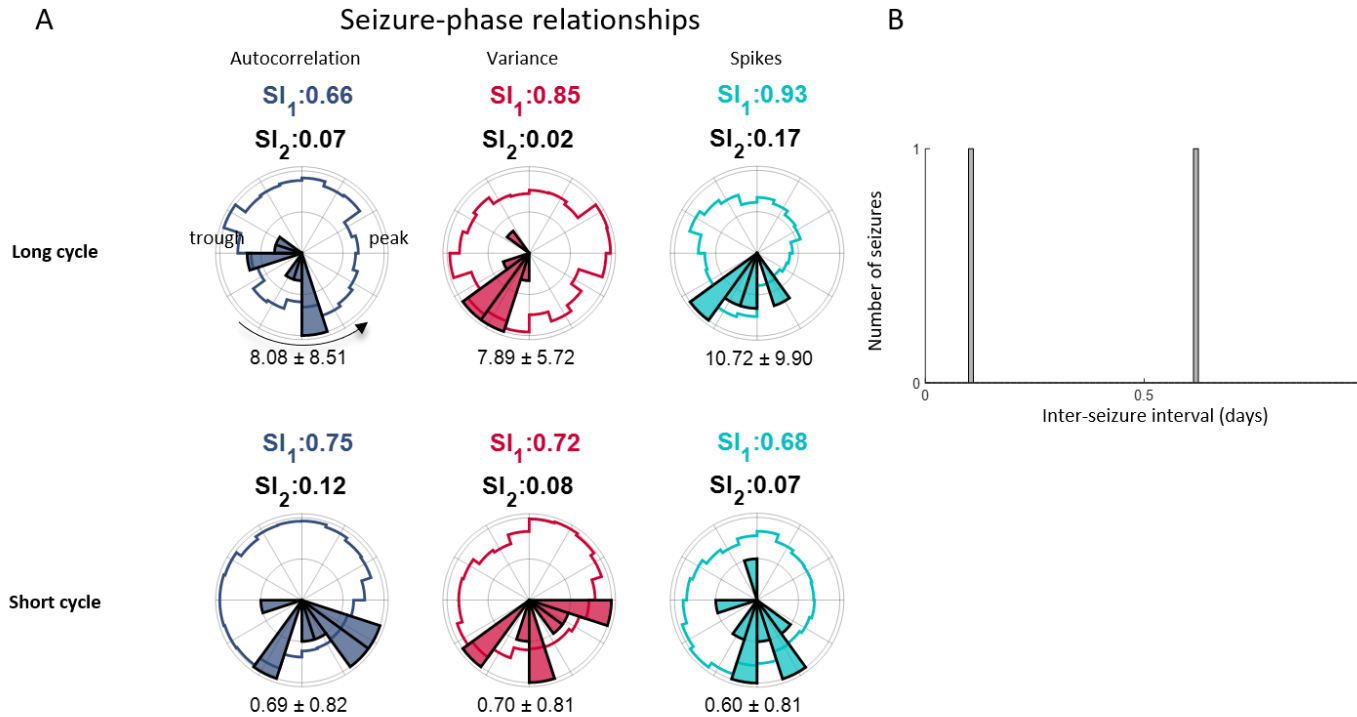 A
Seizure-phase relationships
B
Autocorrelation
Variance
Spikes
SI1:0.66
SI1:0.85
SI1:0.93
SI2:0.07
SI2:0.02
SI2:0.17
Long cycle
trough
peak
8.08 ± 8.51
7.89 ± 5.72
10.72 ± 9.90
1
Number of seizures
0
0
0.5
Inter-seizure interval (days)
SI1:0.75
SI1:0.72
SI1:0.68
SI2:0.12
SI2:0.08
SI2:0.07
Short cycle
0.69 ± 0.82
0.70 ± 0.81
0.60 ± 0.81